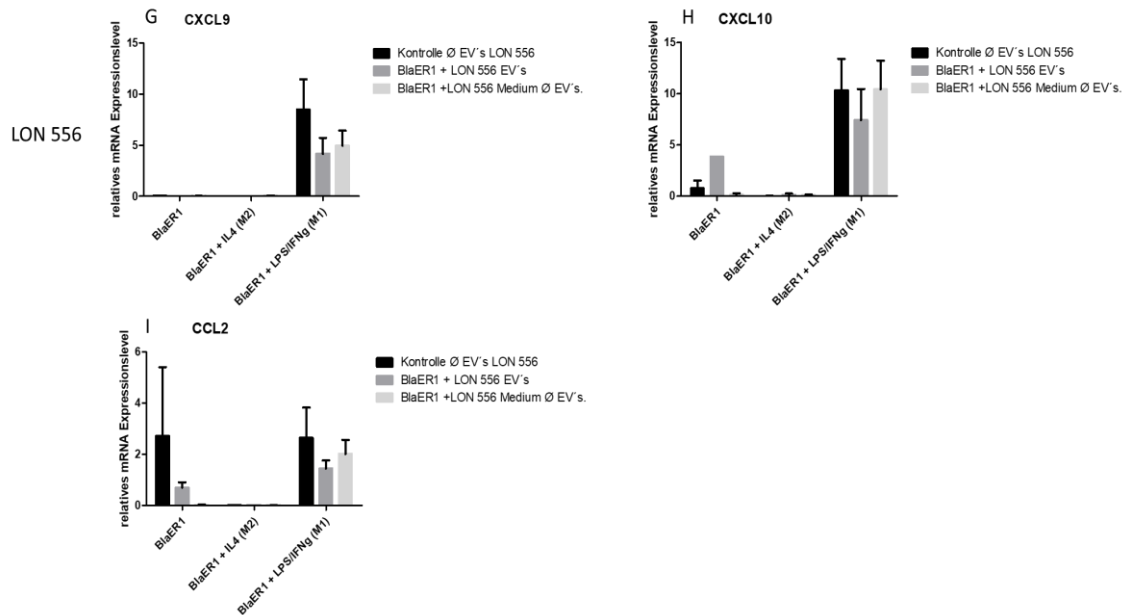 LON 556
G CXCL9
relatives mRNA Expressionslevel
15
10
5
0
BlaER1
BlaER1 + IL4 (M2)
BlaER1 + LPS/IFNg (M1)
Kontrolle Ø EV´s LON 556
BlaER1 + LON 556 EV´s
BlaER1 +LON 556 Medium Ø EV´s.
H CXCL10
relatives mRNA Expressionslevel
15
10
5
0
BlaER1
BlaER1 + IL4 (M2)
BlaER1 + LPS/IFNg (M1)
Kontrolle Ø EV´s LON 556
BlaER1 + LON 556 EV´s
BlaER1 +LON 556 Medium Ø EV´s.
I CCL2
relatives mRNA Expressionslevel
6
4
2
0
BlaER1
BlaER1 + IL4 (M2)
BlaER1 + LPS/IFNg (M1)
Kontrolle Ø EV´s LON 556
BlaER1 + LON 556 EV´s
BlaER1 +LON 556 Medium Ø EV´s.